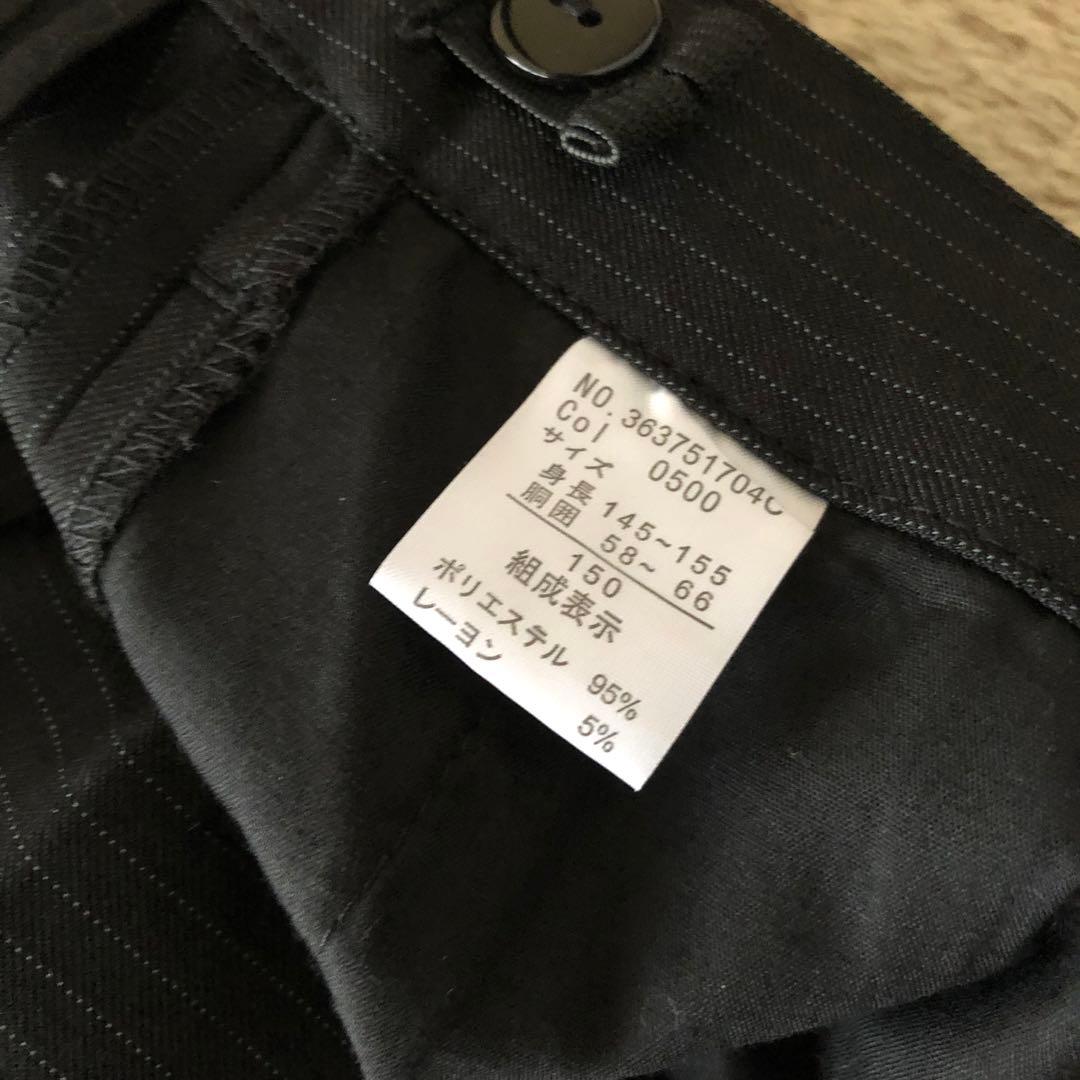 NO. 363751704
Col 0500
サイズ
身長 145~155
胴囲 58~ 66
150
組成表示
ポリエステル 95%
レーヨン 5%